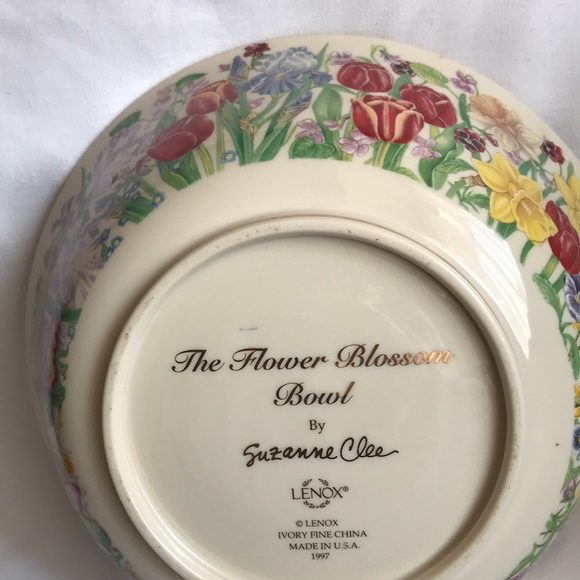 The Flower Blossom
Bowl
By
Suzanne Clee
LENOX®
© LENOX
IVORY FINE CHINA
MADE IN U.S.A.
1997